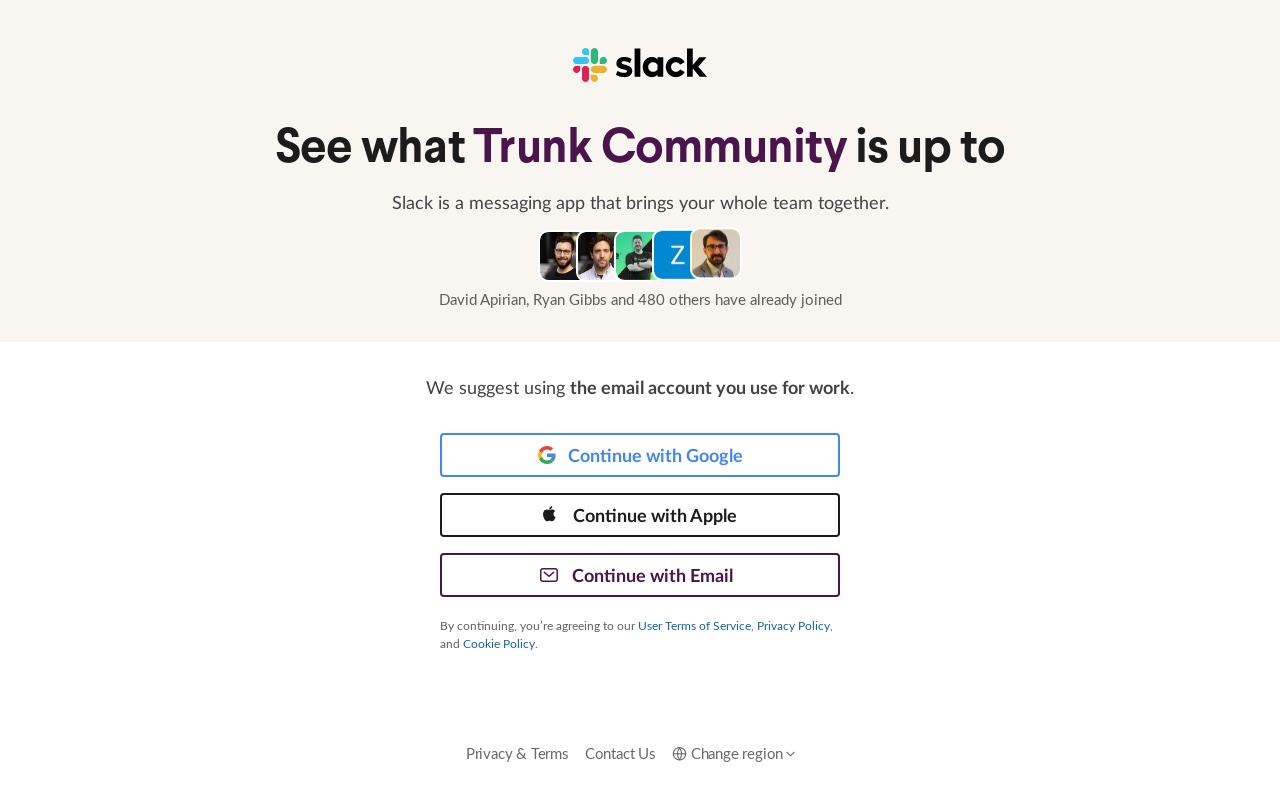 slack
See what Trunk Community is up to
Slack is a messaging app that brings your whole team together.
Z
David Apirian, Ryan Gibbs and 480 others have already joined
We suggest using the email account you use for work.
Continue with Google
Continue with Apple
Continue with Email
By continuing, you're agreeing to our User Terms of Service, Privacy Policy,
and Cookie Policy.
Privacy & Terms Contact Us Change region